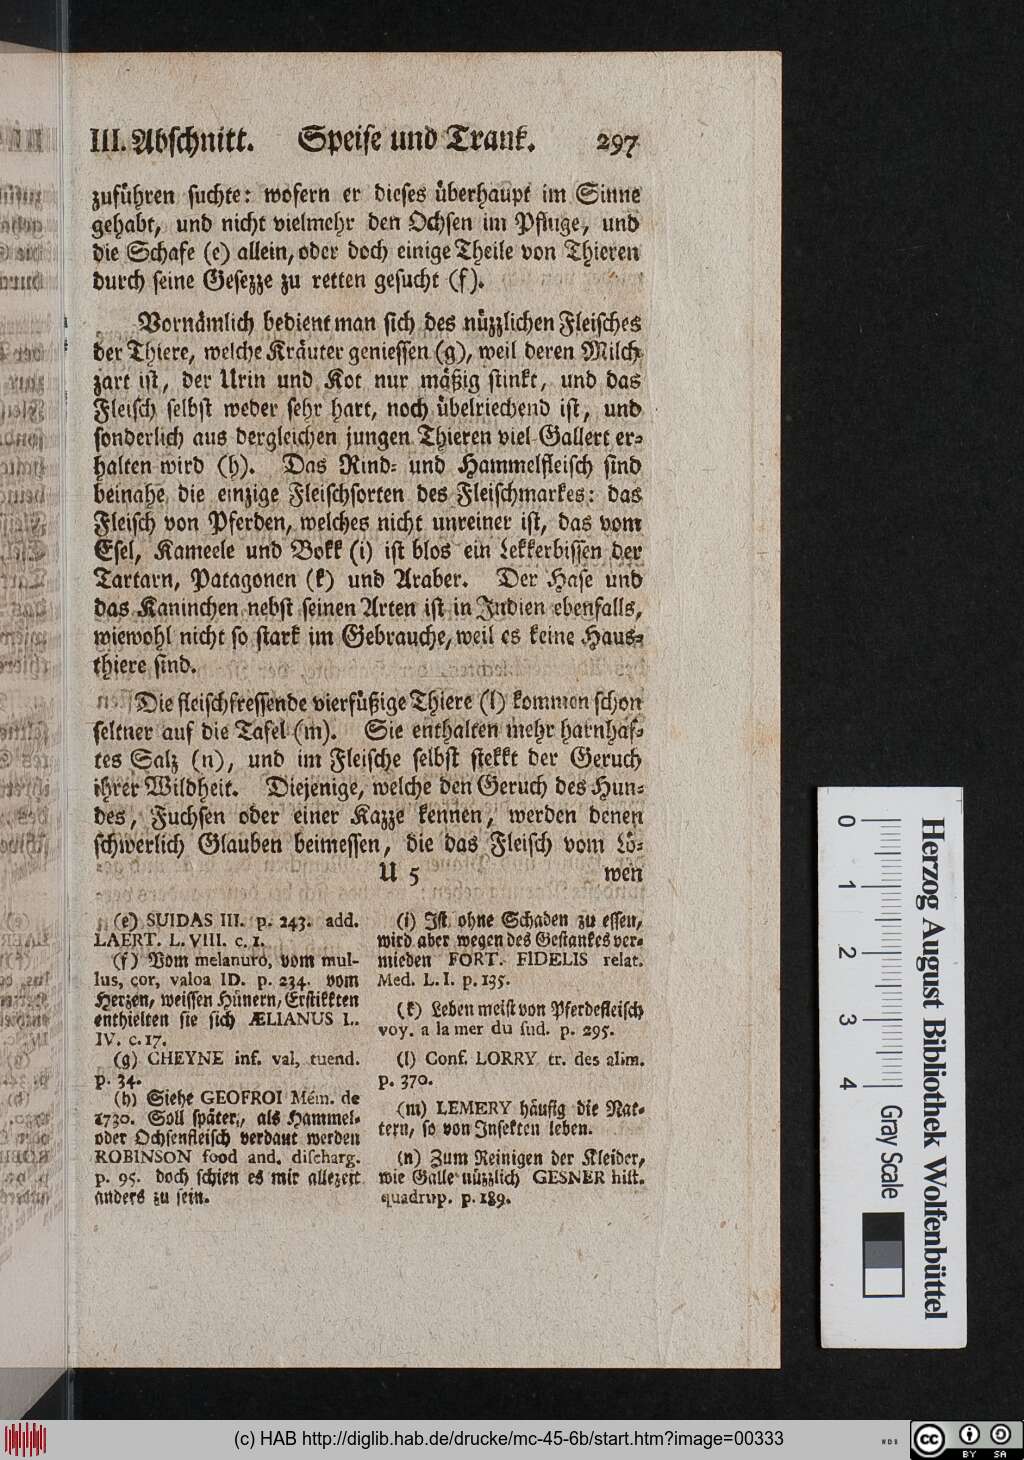 III. Abschnitt. Speise und Trank. 297
zuführen suchte: wofern er dieses überhaupt im Sinne
gehabt, und nicht vielmehr den Ochsen im Pfluge, und
die Schafe (e) allein, oder doch einige Theile von Thieren
durch seine Gesezze zu retten gesucht (f).
Vornämlich bedient man sich des nüzzlichen Fleisches
der Thiere, welche Kräuter geniessen (g), weil deren Milch
zart ist, der Urin und Kot nur mäßig stinkt, und das
Fleisch selbst weder sehr hart, noch übelriechend ist, und
sonderlich aus dergleichen jungen Thieren viel Gallert er-
halten wird (h). Das Rind- und Hammelfleisch sind
beinahe die einzige Fleischsorten des Fleischmarkes: das
Fleisch von Pferden, welches nicht unreiner ist, das vom
Esel, Kameele und Bokk (i) ist blos ein Lekkerbissen der
Tartarn, Patagonen (k) und Araber. Der Hase und
das Kaninchen nebst seinen Arten ist in Indien ebenfalls,
wiewohl nicht so stark im Gebrauche, weil es keine Haus-
thiere sind.
Die fleischfressende vierfüßige Thiere (l) kommen schon
seltner auf die Tafel (m). Sie enthalten mehr harnhaf-
tes Salz (n), und im Fleische selbst stekkt der Geruch
ihrer Wildheit. Diejenige, welche den Geruch des Hun-
des, Fuchsen oder einer Kazze kennen, werden denen
schwerlich Glauben beimessen, die das Fleisch vom Lö-
U 5 wen
(e) SUIDAS III. p. 243. add.
LAERT. L. VIII. c. 1.
(f) Vom melanuro, vom mul-
lus, cor, valoa ID. p. 234. vom
Herzen, weissen Hünern, Erstikkten
enthielten sie sich ÆLIANUS L.
IV. c. 17.
(g) CHEYNE inf. val. tuend.
p. 34.
(h) Siehe GEOFROI Mém. de
1730. Soll später, als Hammel-
oder Ochsenfleisch verdaut werden
ROBINSON food and. discharg.
p. 95. doch schien es mir allezeit
anders zu sein.
(i) Ist ohne Schaden zu essen,
wird aber wegen des Gestankes ver-
mieden FORT. FIDELIS relat.
Med. L. I. p. 135.
(k) Leben meist von Pferdefleisch
voy. a la mer du sud. p. 295.
(l) Conf. LORRY tr. des alim.
p. 370.
(m) LEMERY häufig die Nat-
tern, so von Insekten leben.
(n) Zum Reinigen der Kleider,
wie Galle nüzzlich GESNER hist.
quadrup. p. 189.
0 1 2 3 4 Gray Scale
Herzog August Bibliothek Wolfenbüttel
(c) HAB http://diglib.hab.de/drucke/mc-45-6b/start.htm?image=00333
cc BY SA